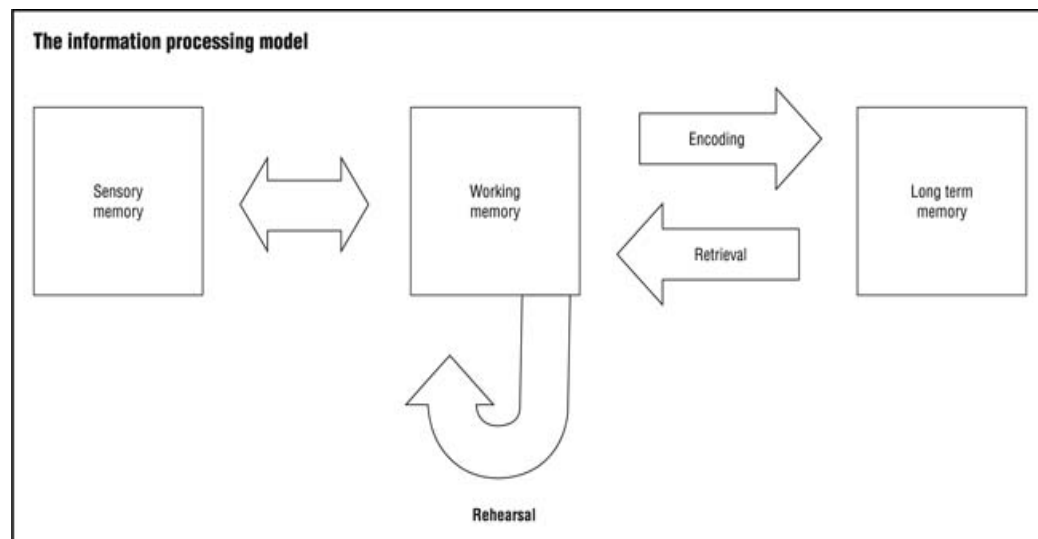 The information processing model
Sensory
memory
Working
memory
Encoding
Retrieval
Long term
memory
Rehearsal